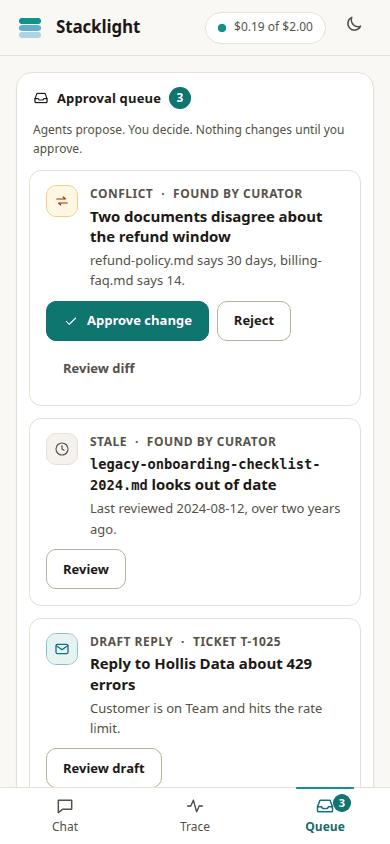 Stacklight
$0.19 of $2.00
Approval queue 3
Agents propose. You decide. Nothing changes until you
approve.
CONFLICT · FOUND BY CURATOR
Two documents disagree about
the refund window
refund-policy.md says 30 days, billing-
faq.md says 14.
Approve change Reject
Review diff
STALE · FOUND BY CURATOR
legacy-onboarding-checklist-
2024.md looks out of date
Last reviewed 2024-08-12, over two years
ago.
Review
DRAFT REPLY · TICKET T-1025
Reply to Hollis Data about 429
errors
Customer is on Team and hits the rate
limit.
Review draft
3
Chat Trace Queue